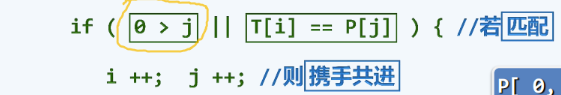 if ( 0 > j || T[i] == P[j] ) { //若匹配
i ++; j ++; //则携手共进
P[ 0,